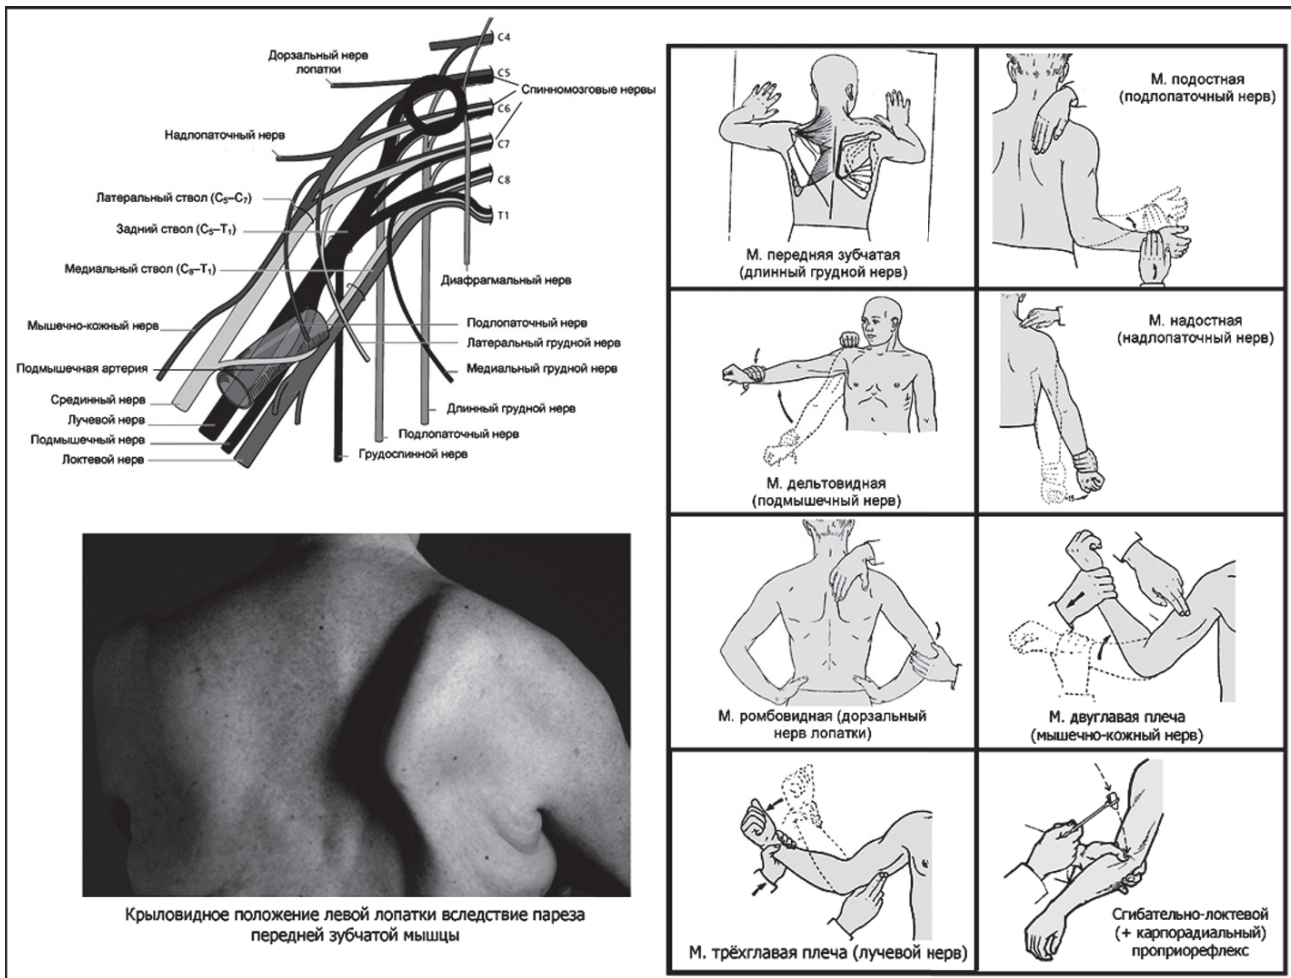 Дорзальный нерв
лопатки
C4
C5
Спинномозговые нервы
C6
Надлопаточный нерв
C7
C8
Латеральный ствол (C₅–C₇)
T1
Задний ствол (C₅–T₁)
Медиальный ствол (C₈–T₁)
Диафрагмальный нерв
Мышечно-кожный нерв
Подлопаточный нерв
Латеральный грудной нерв
Подмышечная артерия
Медиальный грудной нерв
Срединный нерв
Длинный грудной нерв
Лучевой нерв
Подмышечный нерв
Подлопаточный нерв
Локтевой нерв
Грудоспинной нерв
Крыловидное положение левой лопатки вследствие пареза
передней зубчатой мышцы
М. передняя зубчатая
(длинный грудной нерв)
М. подостная
(подлопаточный нерв)
М. дельтовидная
(подмышечный нерв)
М. надостная
(надлопаточный нерв)
15
М. ромбовидная (дорзальный
нерв лопатки)
М. двуглавая плеча
(мышечно-кожный нерв)
М. трёхглавая плеча (лучевой нерв)
Сгибательно-локтевой
(+ карпорадиальный)
проприорефлекс